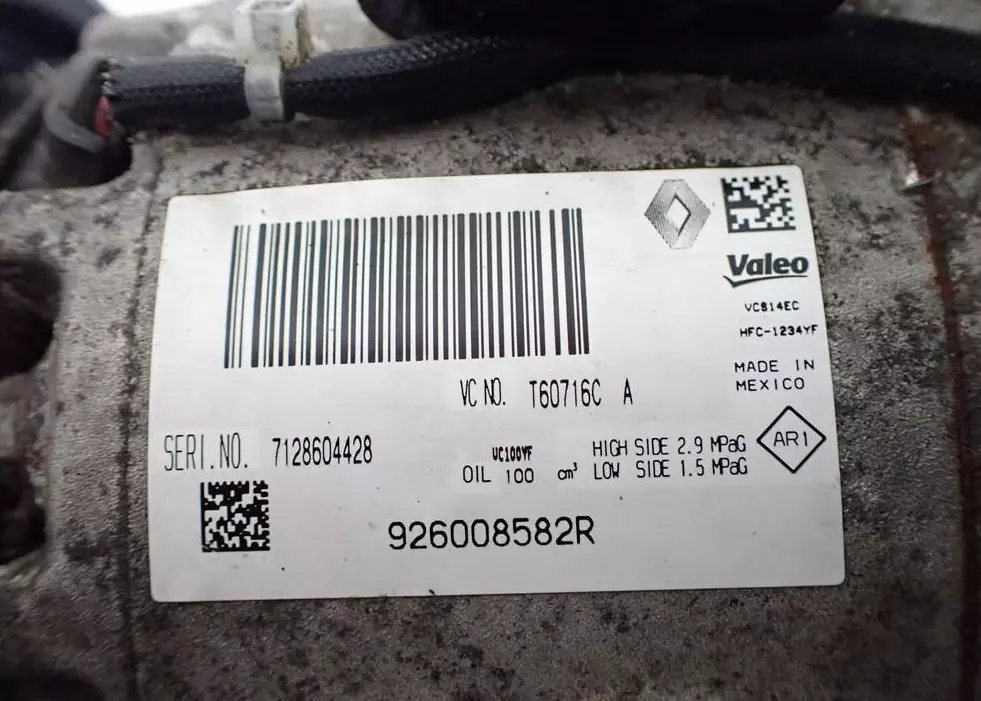 Valeo
VCS14EC
HFC-1234YF
MADE IN
MEXICO
VC NO. T60716C A
SERI.NO. 7128604428
VC100YF
OIL 100 cm³
HIGH SIDE 2.9 MPaG
LOW SIDE 1.5 MPaG
AR1
926008582R